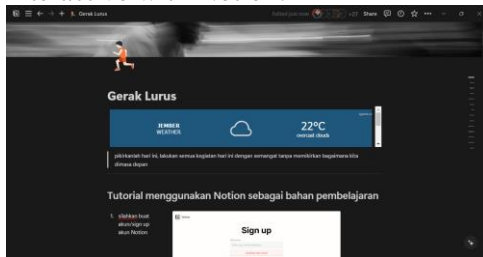 Gerak Lurus
+27 Share
Gerak Lurus
JEMBER
WEATHER
22°C
overcast clouds
pikirkanlah hari ini, lakukan semua kegiatan hari ini dengan semangat tanpa memikirkan bagaimana kita
dimasa depan
Tutorial menggunakan Notion sebagai bahan pembelajaran
1. silahkan buat
akun/sign up
akun Notion
Sign up